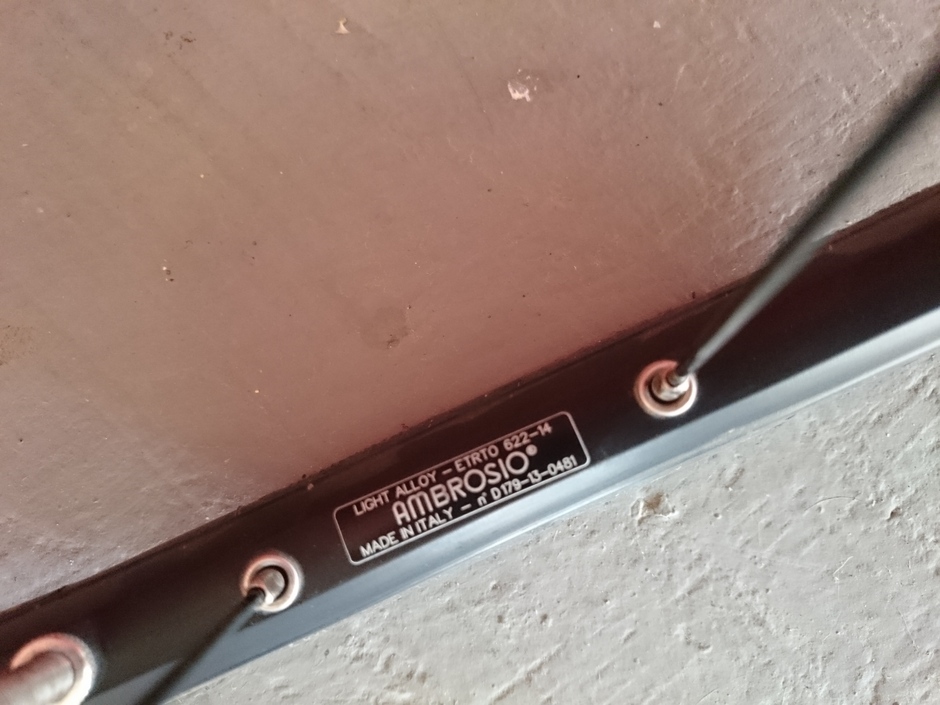 LIGHT ALLOY - ETRTO 622-14
AMBROSIO®
MADE IN ITALY - n° D179-13-0481